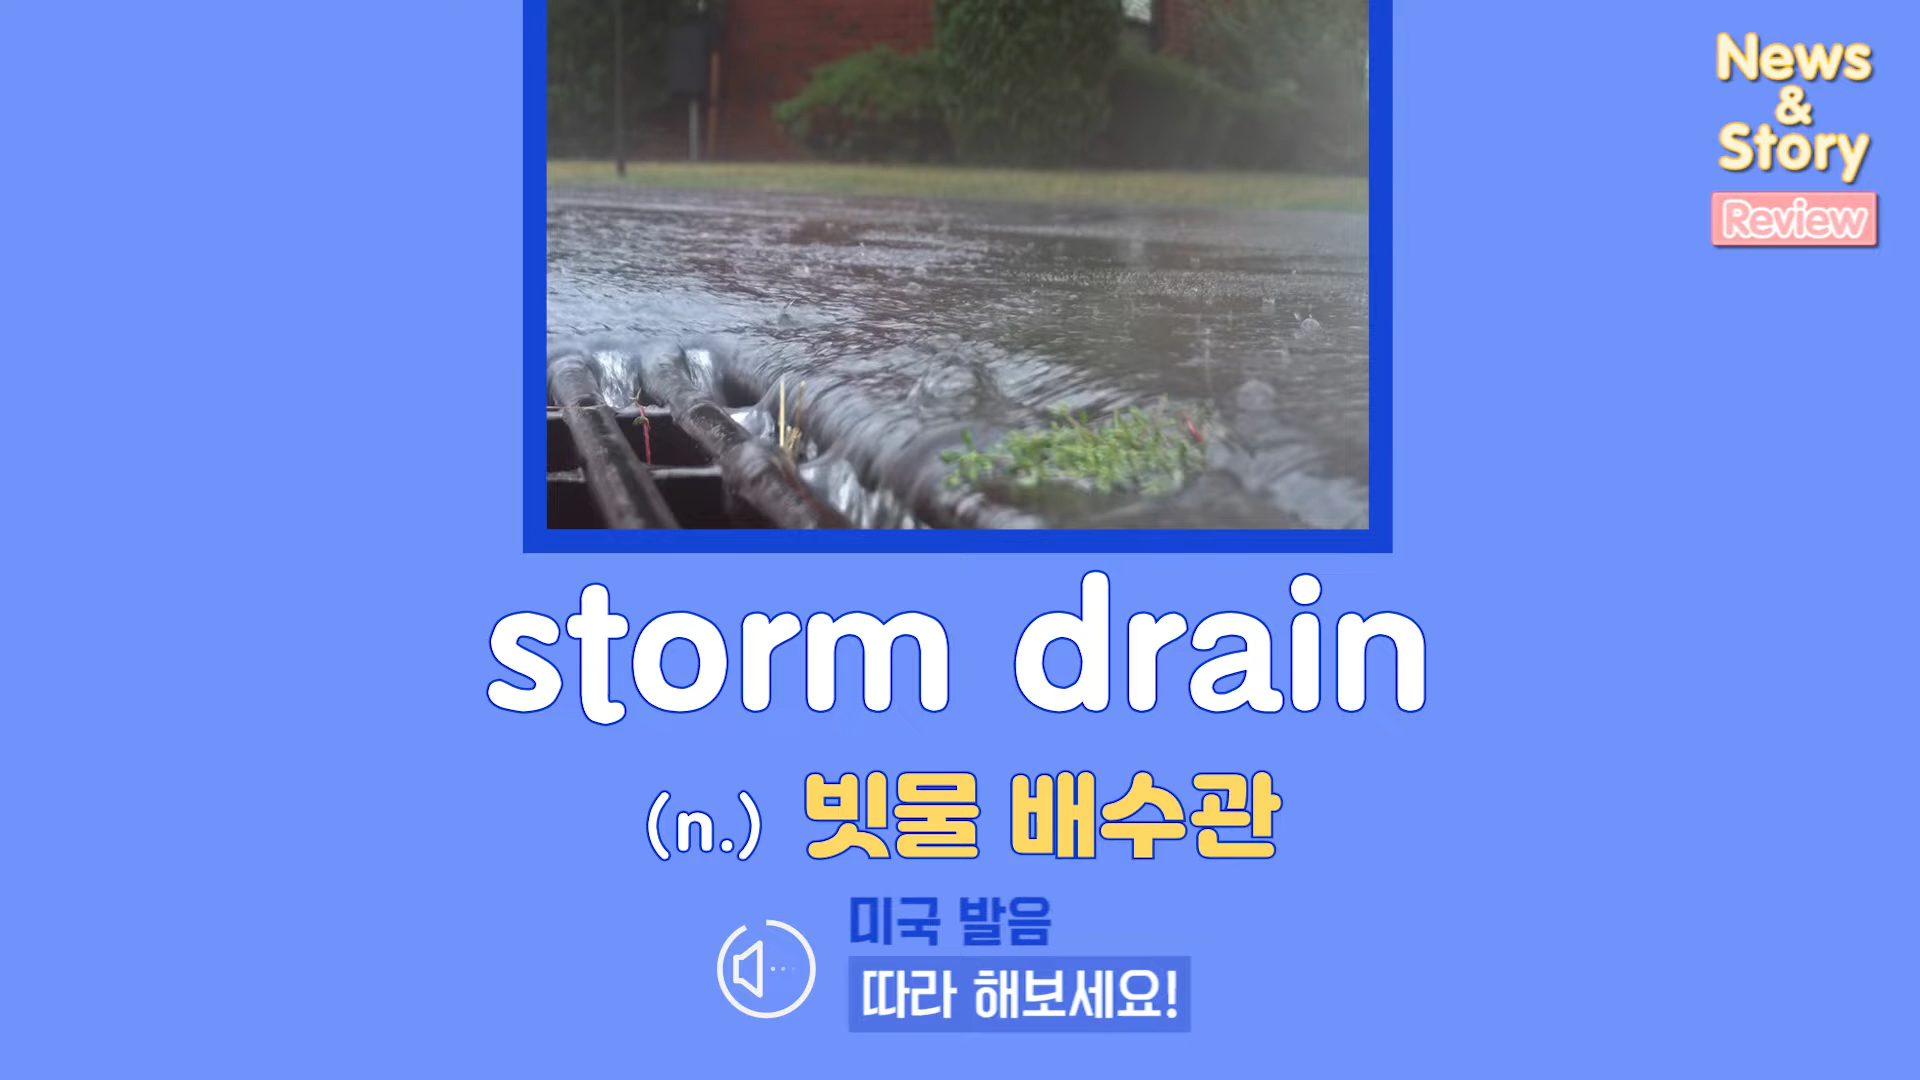 News
&
Story
Review
storm drain
(n.) 빗물 배수관
미국 발음
따라 해보세요!